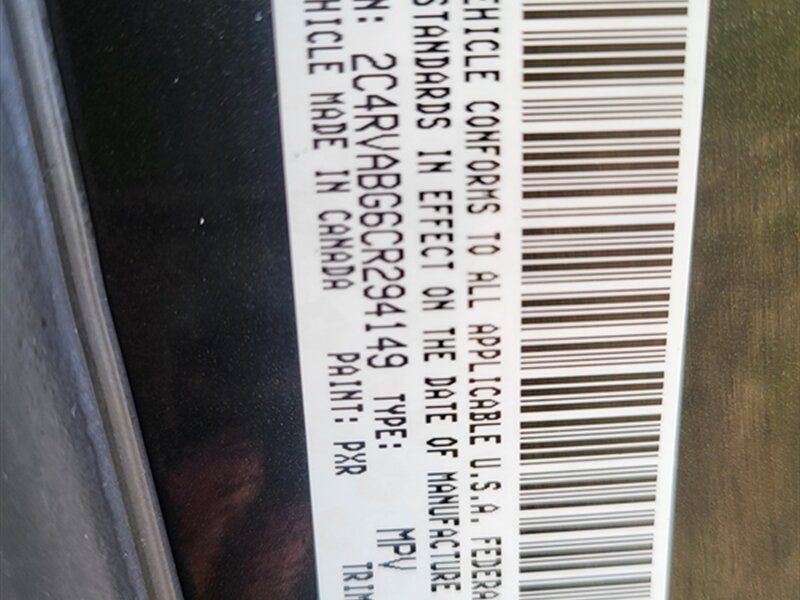 EHICLE CONFORMS TO ALL APPLICABLE U.S.A. FEDERA
STANDARDS IN EFFECT ON THE DATE OF MANUFACTURE
N: 2C4RVABG6CR294149 TYPE: MPV
HICLE MADE IN CANADA PAINT: PXR TRIM